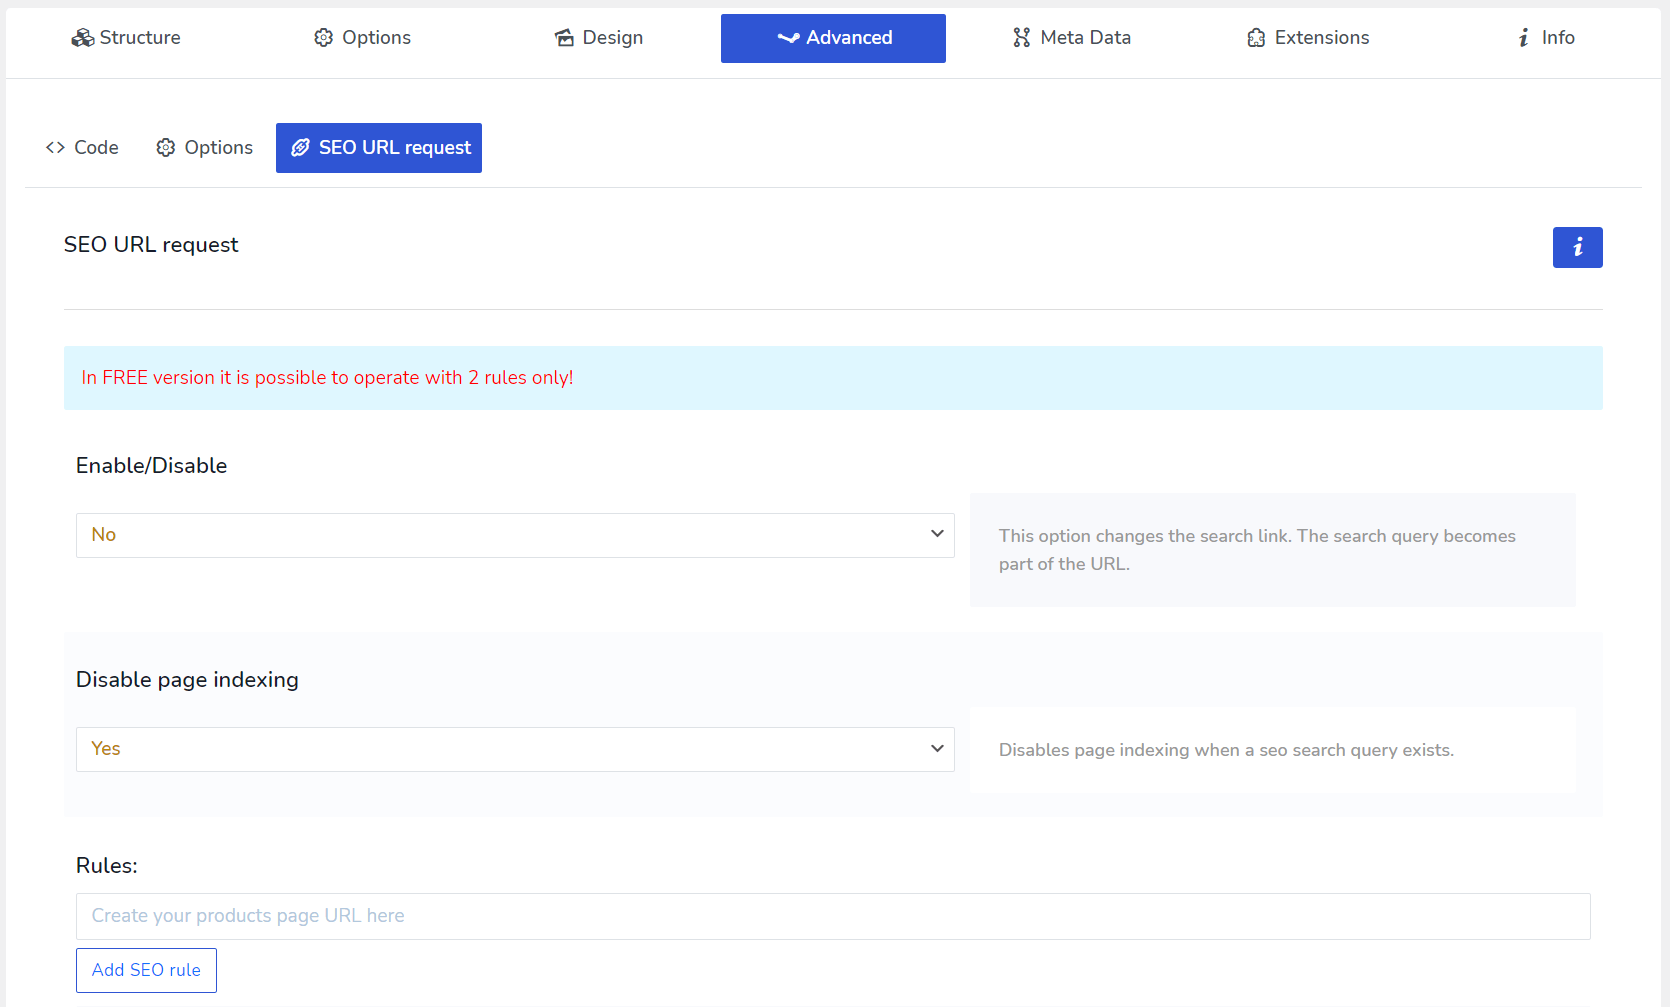 Structure
Options
Design
Advanced
Meta Data
Extensions
Info
Code
Options
SEO URL request
SEO URL request
In FREE version it is possible to operate with 2 rules only!
Enable/Disable
No
This option changes the search link. The search query becomes
part of the URL.
Disable page indexing
Yes
Disables page indexing when a seo search query exists.
Rules:
Create your products page URL here
Add SEO rule